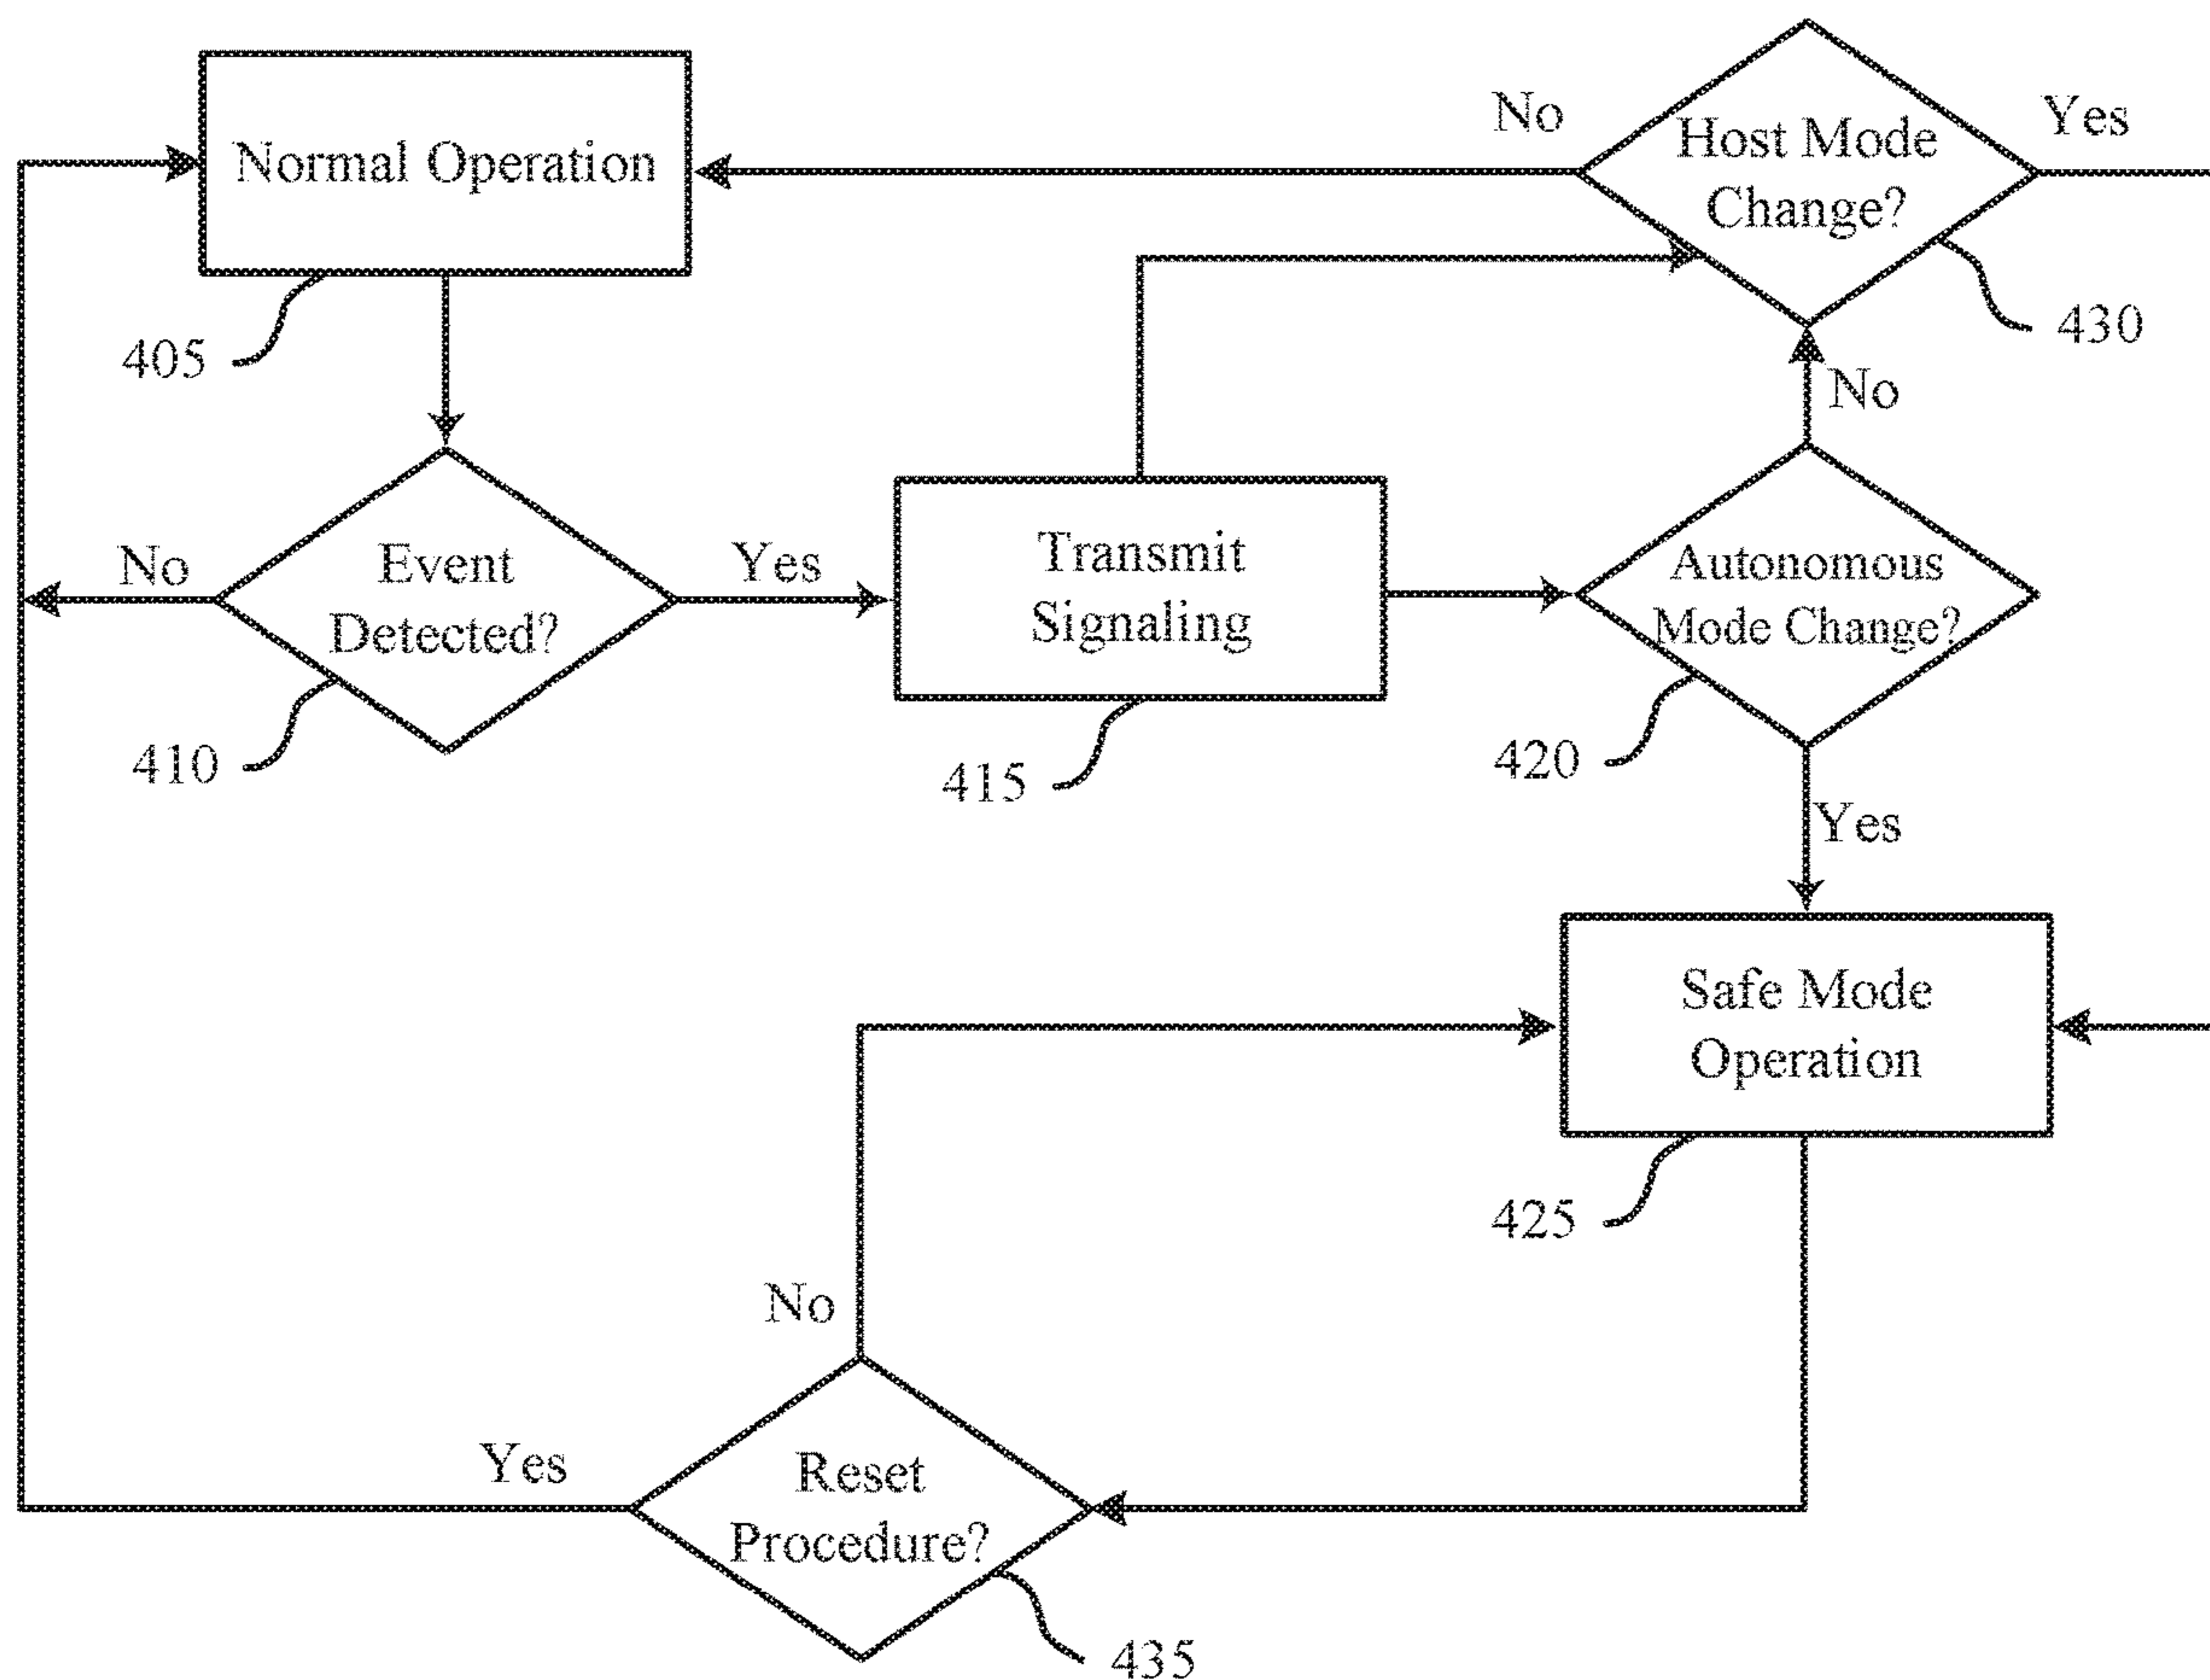 Normal Operation
405
No
Host Mode
Change?
Yes
430
No
Event
Detected?
No
Yes
410
Transmit
Signaling
415
Autonomous
Mode Change?
420
Yes
Safe Mode
Operation
425
No
Yes
Reset
Procedure?
435